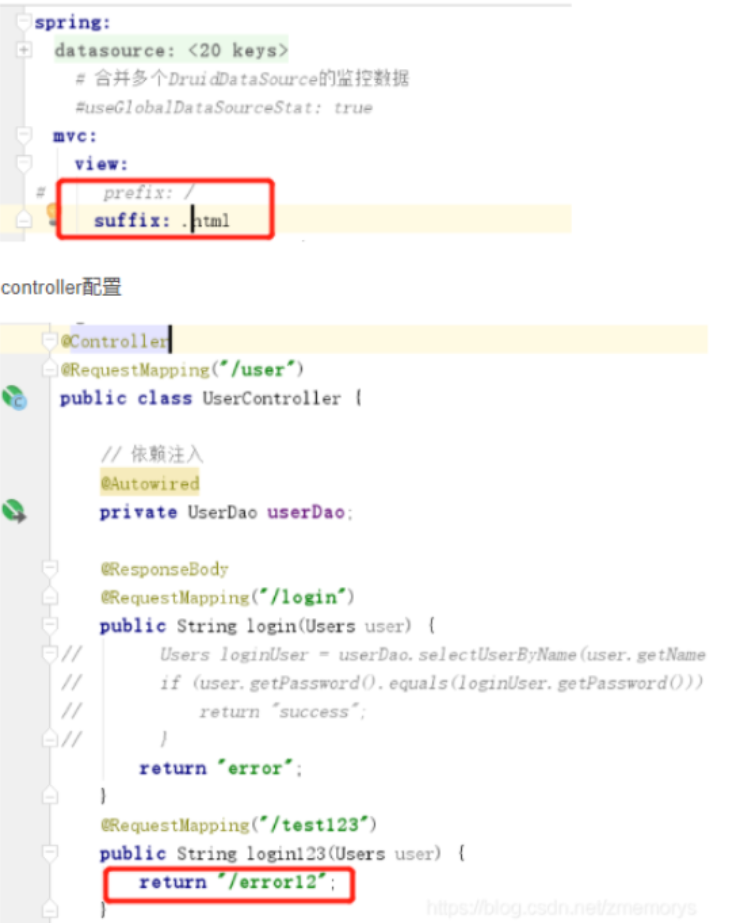 spring:
datasource: <20 keys>
# 合并多个DruidDataSource的监控数据
#useGlobalDataSourceStat: true
mvc:
view:
# prefix: /
suffix: .html
controller配置
@Controller
@RequestMapping("/user")
public class UserController {
// 依赖注入
@Autowired
private UserDao userDao;
@ResponseBody
@RequestMapping("/login")
public String login(Users user) {
// Users loginUser = userDao.selectUserByName(user.getName
// if (user.getPassword().equals(loginUser.getPassword()))
// return "success";
// }
return "error";
}
@RequestMapping("/test123")
public String login123(Users user) {
return "/error12";
}
https://blog.csdn.net/zmemorys